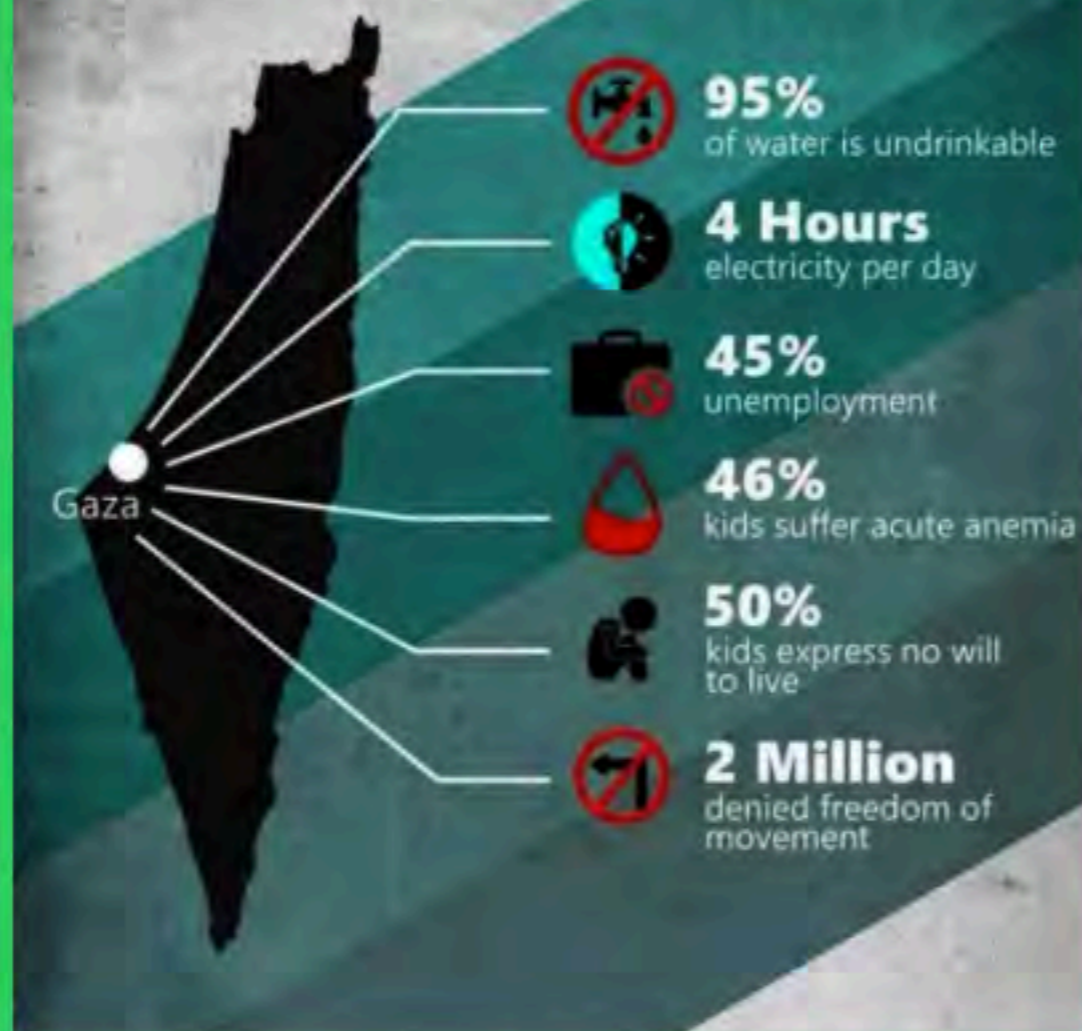 95%
of water is undrinkable
4 Hours
electricity per day
45%
unemployment
Gaza
46%
kids suffer acute anemia
50%
kids express no will
to live
2 Million
denied freedom of
movement